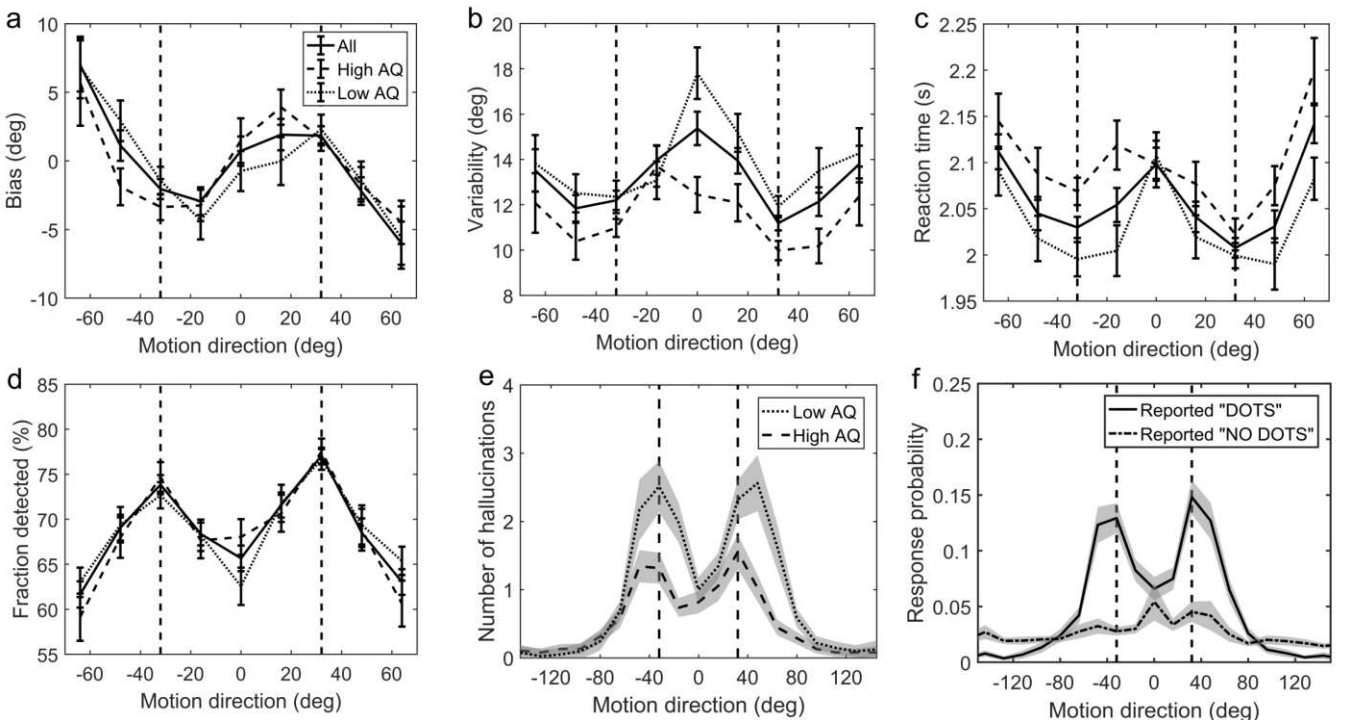 a
10
5
0
-5
-10
Bias (deg)
All
High AQ
Low AQ
-60 -40 -20 0 20 40 60
Motion direction (deg)
b
20
18
16
14
12
10
8
Variability (deg)
-60 -40 -20 0 20 40 60
Motion direction (deg)
c
2.25
2.2
2.15
2.1
2.05
2
1.95
Reaction time (s)
-60 -40 -20 0 20 40 60
Motion direction (deg)
d
85
80
75
70
65
60
55
Fraction detected (%)
-60 -40 -20 0 20 40 60
Motion direction (deg)
e
4
3
2
1
0
Number of hallucinations
Low AQ
High AQ
-120 -80 -40 0 40 80 120
Motion direction (deg)
f
0.25
0.2
0.15
0.1
0.05
0
Response probability
Reported "DOTS"
Reported "NO DOTS"
-120 -80 -40 0 40 80 120
Motion direction (deg)